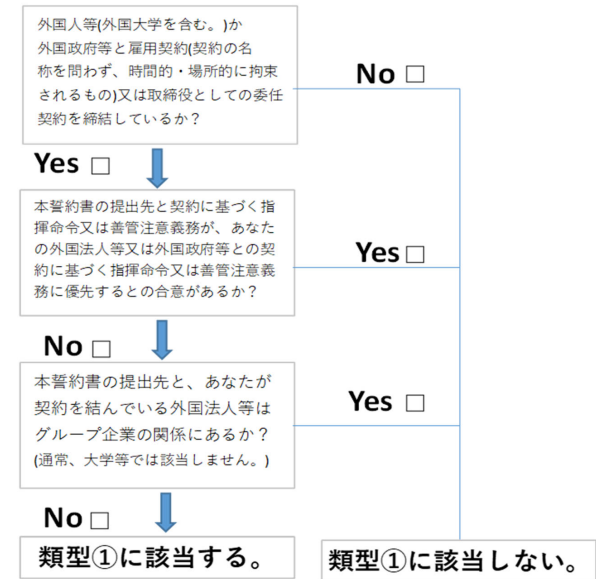 外国人等(外国大学を含む。)か
外国政府等と雇用契約(契約の名
称を問わず、時間的・場所的に拘束
されるもの)又は取締役としての委任
契約を締結しているか?
No □
Yes □
本誓約書の提出先と契約に基づく指
揮命令又は善管注意義務が、あなた
の外国法人等又は外国政府等との契
約に基づく指揮命令又は善管注意義
務に優先するとの合意があるか?
Yes □
No □
本誓約書の提出先と、あなたが
契約を結んでいる外国法人等は
グループ企業の関係にあるか?
(通常、大学等では該当しません。)
Yes □
No □
類型①に該当する。
類型①に該当しない。